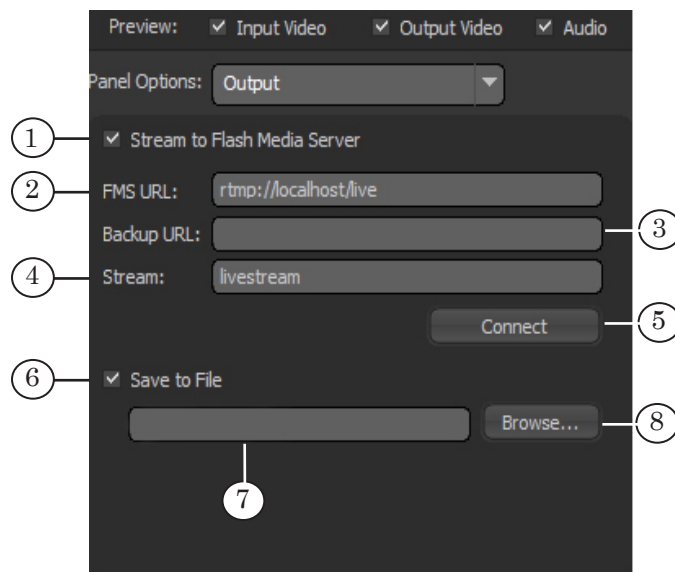 Preview: Input Video Output Video Audio
Panel Options: Output
1 Stream to Flash Media Server
2 FMS URL: rtmp://localhost/live
Backup URL: 3
4 Stream: livestream
Connect 5
6 Save to File
Browse... 8
7